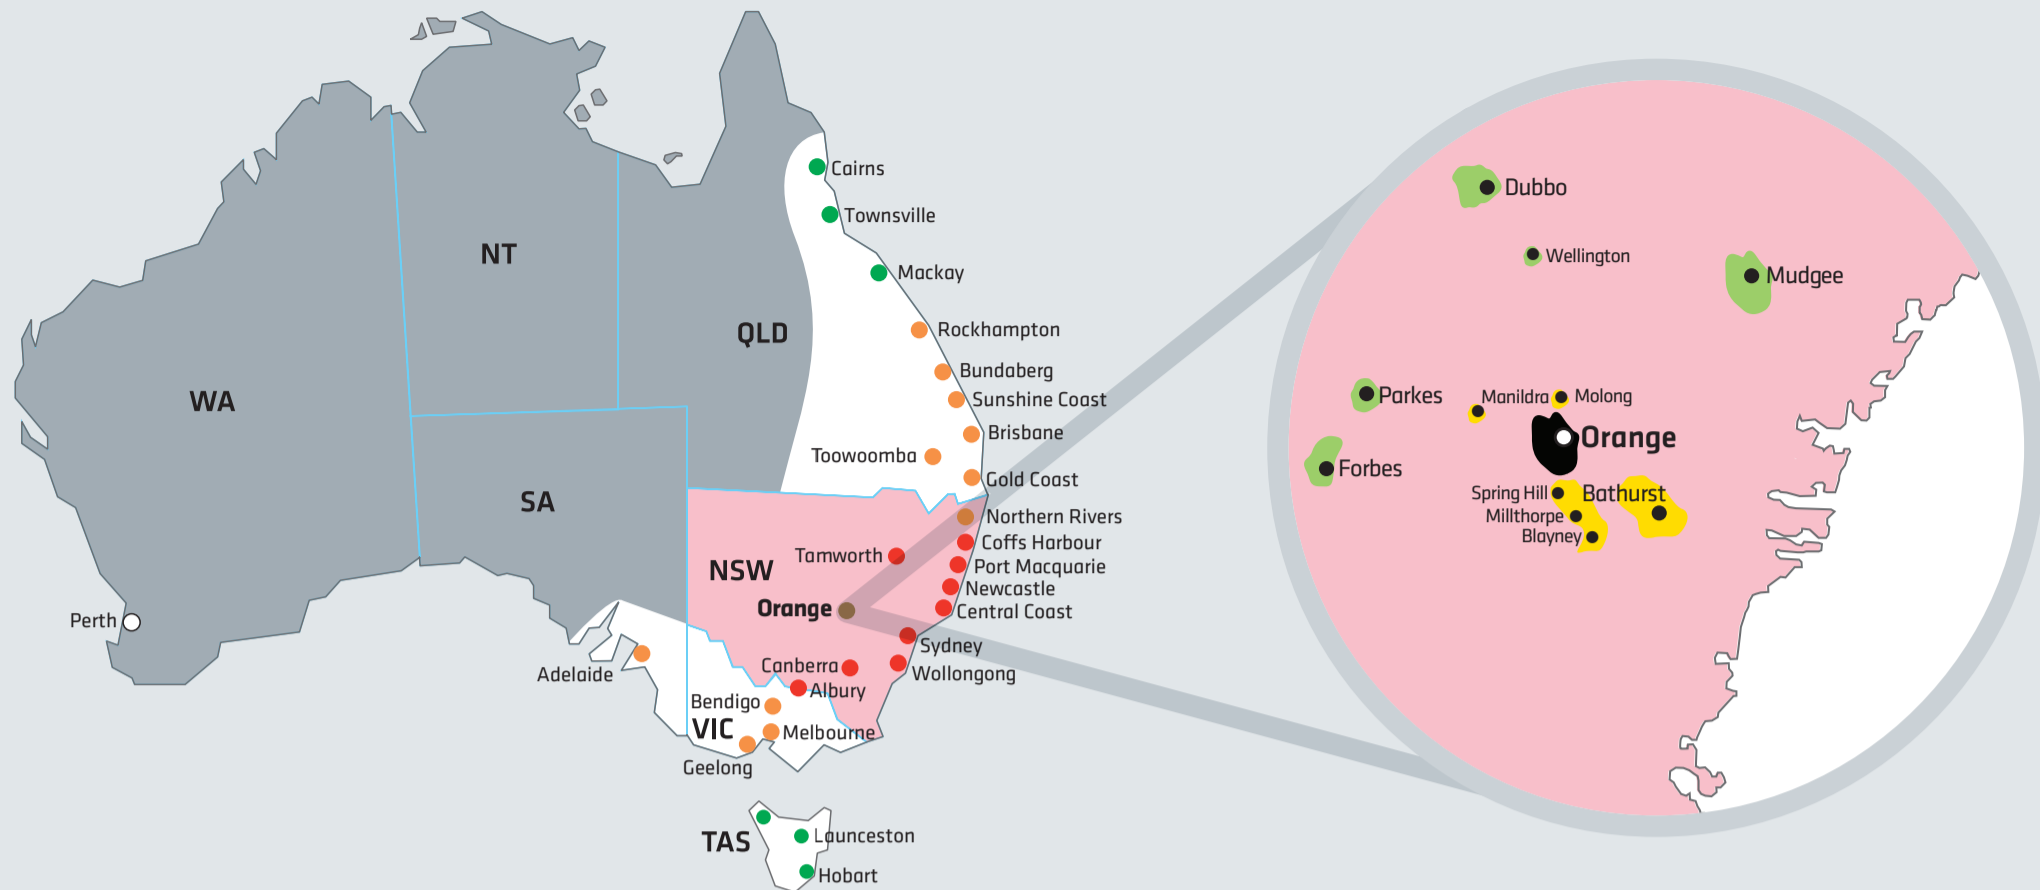 Cairns
Townsville
NT
Mackay
QLD
Rockhampton
Bundaberg
WA
Sunshine Coast
Brisbane
Toowoomba
Gold Coast
SA
Northern Rivers
Coffs Harbour
Tamworth
NSW
Port Macquarie
Newcastle
Orange
Central Coast
Perth
Sydney
Canberra
Adelaide
Wollongong
Albury
Bendigo
VIC
Melbourne
Geelong
TAS
Launceston
Hobart
Dubbo
Wellington
Mudgee
Parkes
Manildra
Molong
Orange
Forbes
Spring Hill
Bathurst
Millthorpe
Blayney